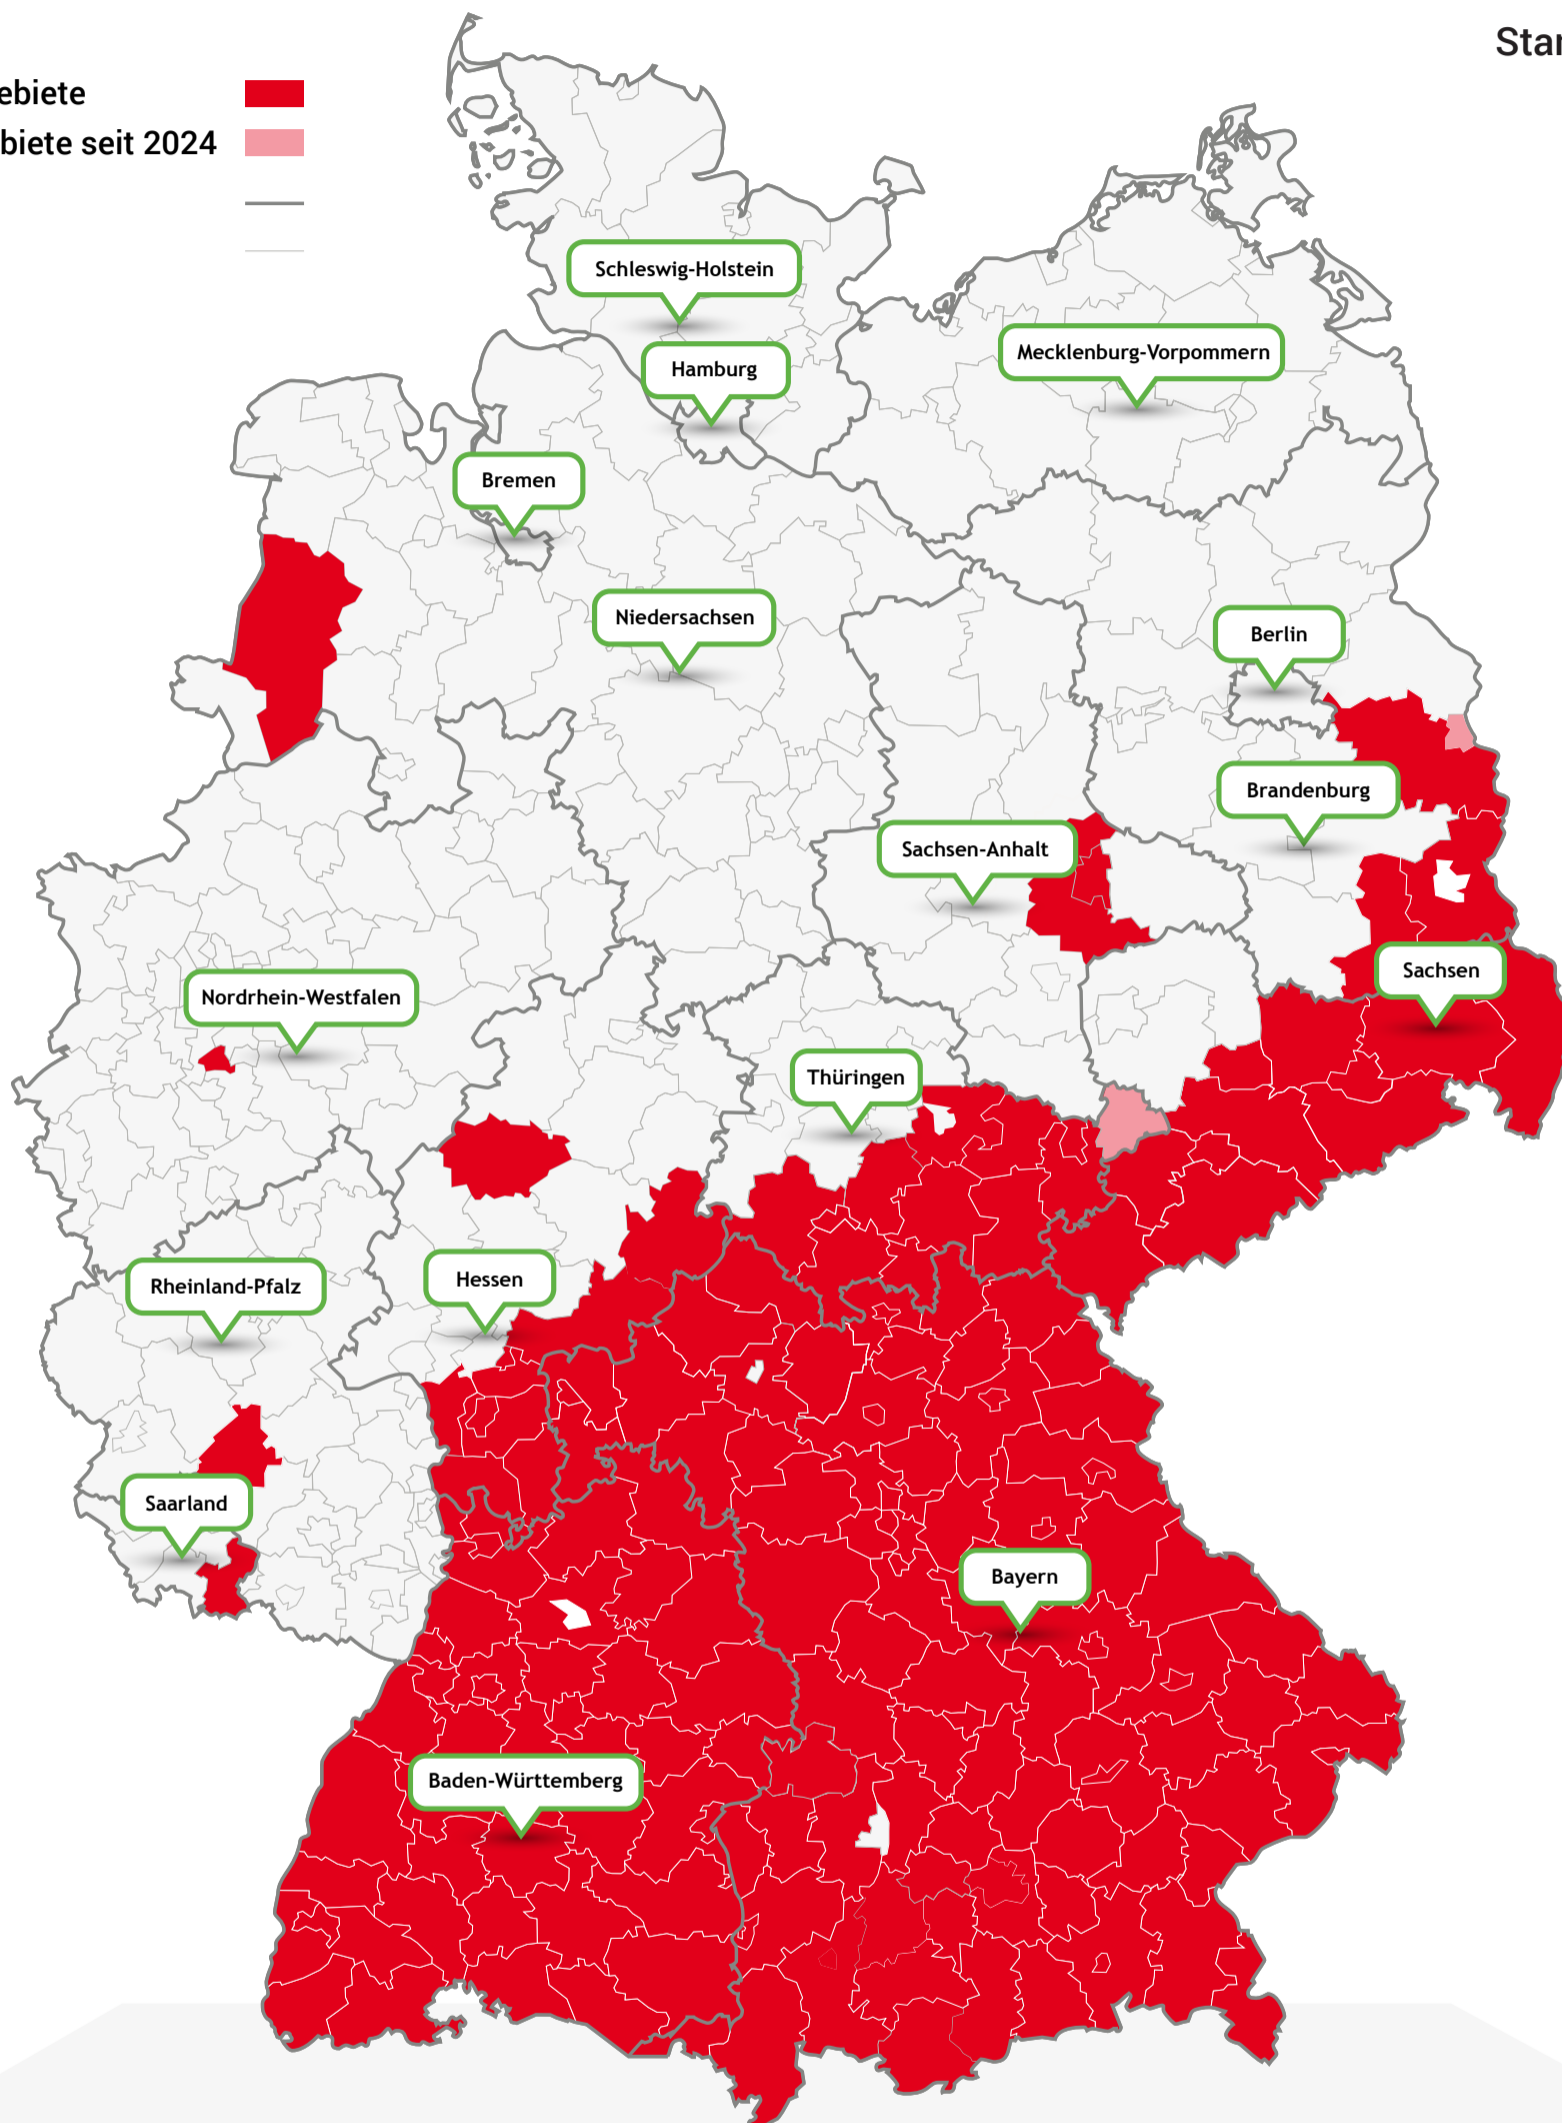 ebiete
biete seit 2024
Schleswig-Holstein
Hamburg
Mecklenburg-Vorpommern
Bremen
Niedersachsen
Berlin
Brandenburg
Sachsen-Anhalt
Sachsen
Nordrhein-Westfalen
Thüringen
Rheinland-Pfalz
Hessen
Saarland
Bayern
Baden-Württemberg